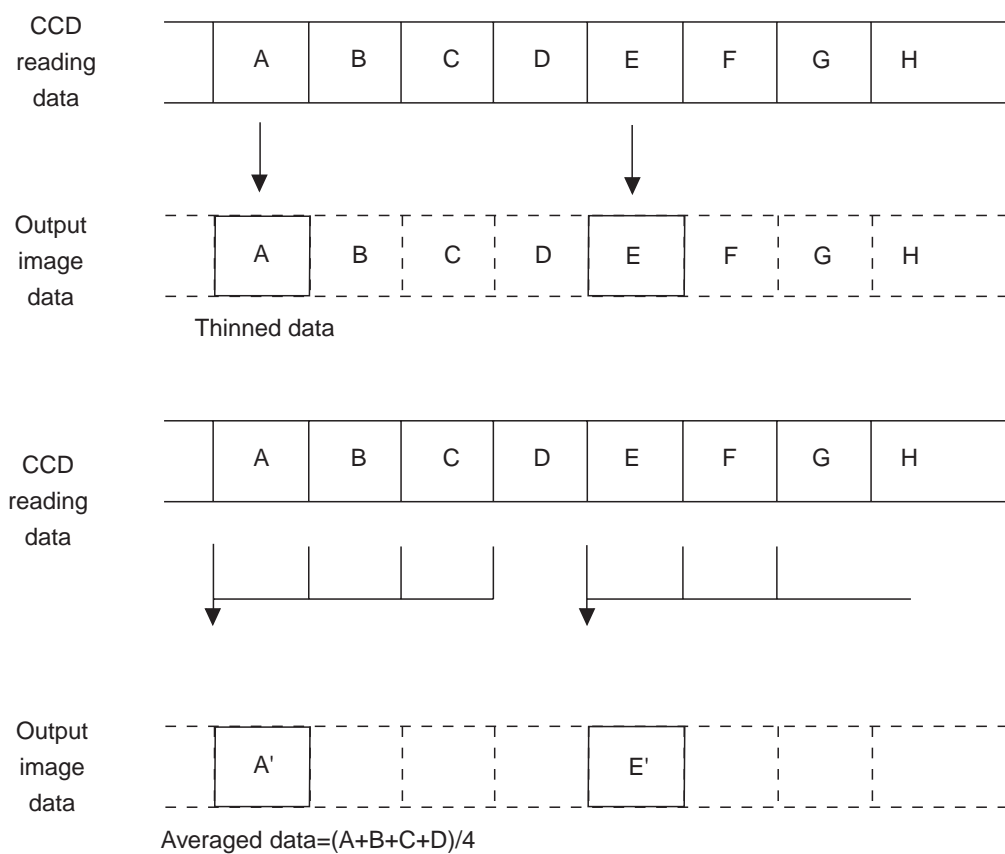 CCD
reading
data
A B C D E F G H
Output
image
data
A B C D E F G H
Thinned data
CCD
reading
data
A B C D E F G H
Output
image
data
A' E'
Averaged data=(A+B+C+D)/4